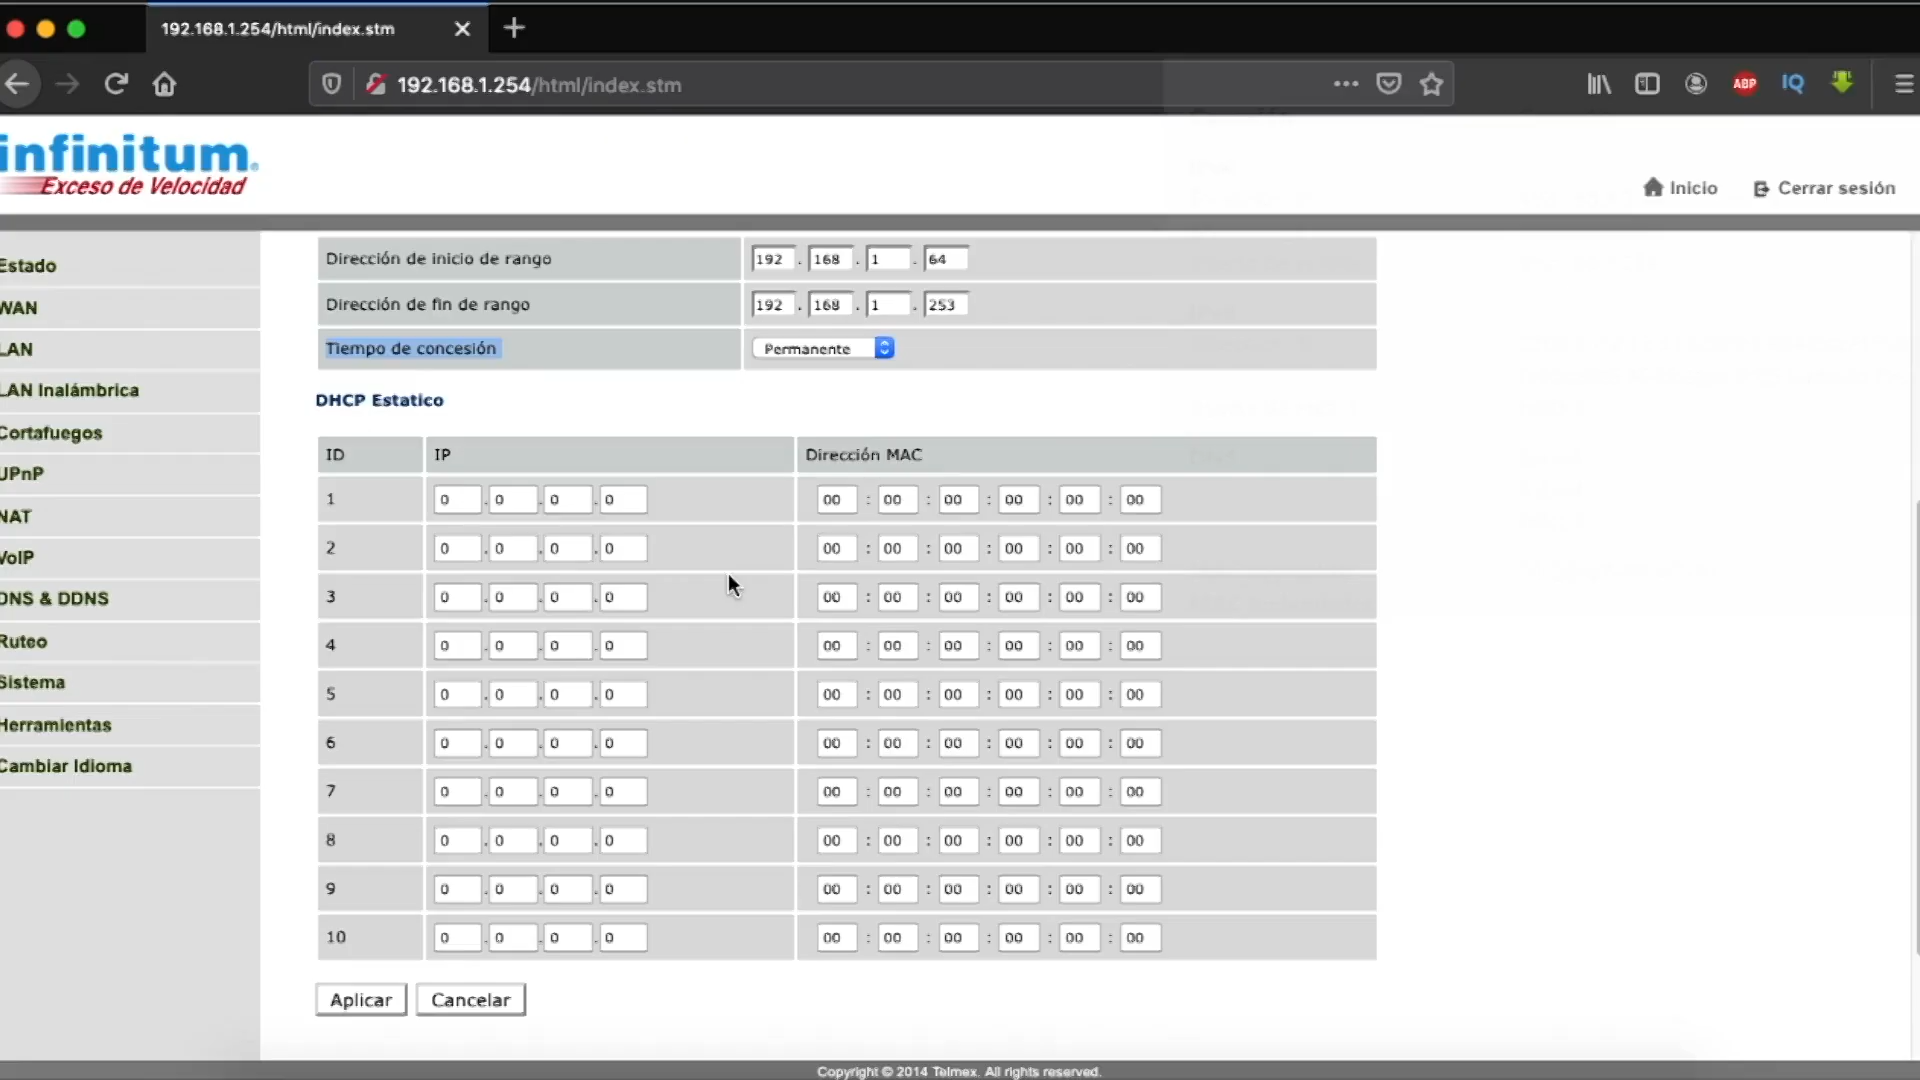 192.168.1.254/html/index.stm
192.168.1.254/html/index.stm
ABP
IQ
infinitum
Exceso de Velocidad
Inicio
Cerrar sesión
Estado
WAN
LAN
LAN Inalámbrica
Cortafuegos
UPnP
NAT
VoIP
DNS & DDNS
Ruteo
Sistema
Herramientas
Cambiar Idioma
Dirección de inicio de rango 192 . 168 . 1 . 64
Dirección de fin de rango 192 . 168 . 1 . 253
Tiempo de concesión Permanente
DHCP Estatico
ID IP Dirección MAC
1 0 . 0 . 0 . 0 00 : 00 : 00 : 00 : 00 : 00
2 0 . 0 . 0 . 0 00 : 00 : 00 : 00 : 00 : 00
3 0 . 0 . 0 . 0 00 : 00 : 00 : 00 : 00 : 00
4 0 . 0 . 0 . 0 00 : 00 : 00 : 00 : 00 : 00
5 0 . 0 . 0 . 0 00 : 00 : 00 : 00 : 00 : 00
6 0 . 0 . 0 . 0 00 : 00 : 00 : 00 : 00 : 00
7 0 . 0 . 0 . 0 00 : 00 : 00 : 00 : 00 : 00
8 0 . 0 . 0 . 0 00 : 00 : 00 : 00 : 00 : 00
9 0 . 0 . 0 . 0 00 : 00 : 00 : 00 : 00 : 00
10 0 . 0 . 0 . 0 00 : 00 : 00 : 00 : 00 : 00
Aplicar Cancelar
Copyright © 2014 Telmex. All rights reserved.